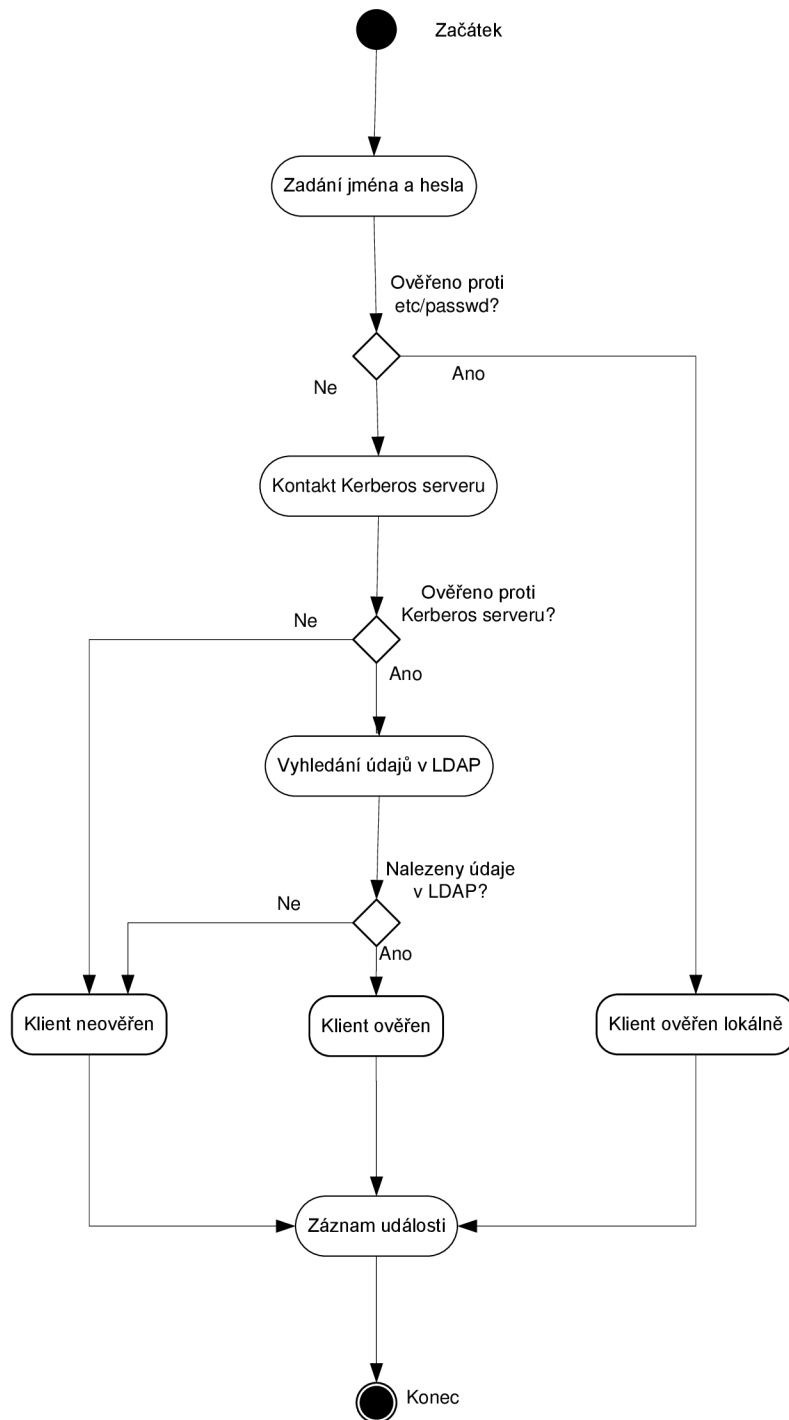 Začátek
Zadání jména a hesla
Ověřeno proti
etc/passwd?
Ne
Ano
Kontakt Kerberos serveru
Ověřeno proti
Kerberos serveru?
Ne
Ano
Vyhledání údajů v LDAP
Nalezeny údaje
v LDAP?
Ne
Ano
Klient neověřen
Klient ověřen
Klient ověřen lokálně
Záznam události
Konec